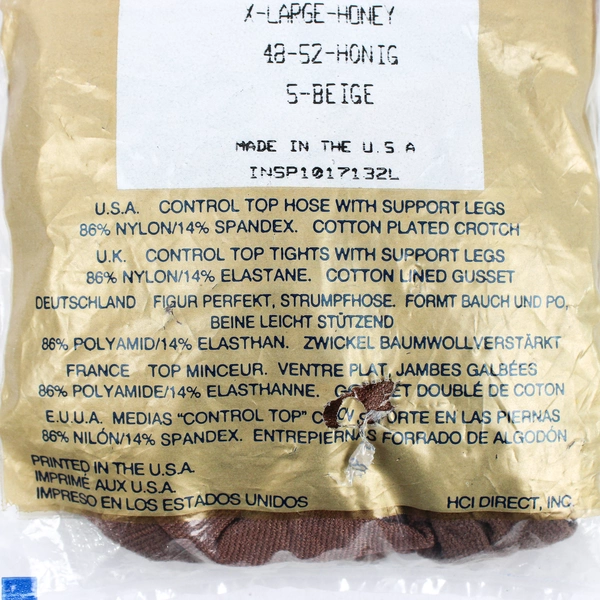 X-LARGE-HONEY
48-52-HONIG
5-BEIGE
MADE IN THE U.S A
INSP1017132L
U.S.A. CONTROL TOP HOSE WITH SUPPORT LEGS
86% NYLON/14% SPANDEX. COTTON PLATED CROTCH
U.K. CONTROL TOP TIGHTS WITH SUPPORT LEGS
86% NYLON/14% ELASTANE. COTTON LINED GUSSET
DEUTSCHLAND FIGUR PERFEKT, STRUMPFHOSE. FORMT BAUCH UND PO,
BEINE LEICHT STÜTZEND
86% POLYAMID/14% ELASTHAN. ZWICKEL BAUMWOLLVERSTÄRKT
FRANCE TOP MINCEUR. VENTRE PLAT, JAMBES GALBÉES
86% POLYAMIDE/14% ELASTHANNE. DOUBLÉ DE COTON
E.U.U.A. MEDIAS "CONTROL TOP" EN LAS PIERNAS
86% NILÓN/14% SPANDEX. ENTREPIERNAS FORRADO DE ALGODÓN
PRINTED IN THE U.S.A.
IMPRIMÉ AUX U.S.A.
IMPRESO EN LOS ESTADOS UNIDOS
HCI DIRECT, INC.